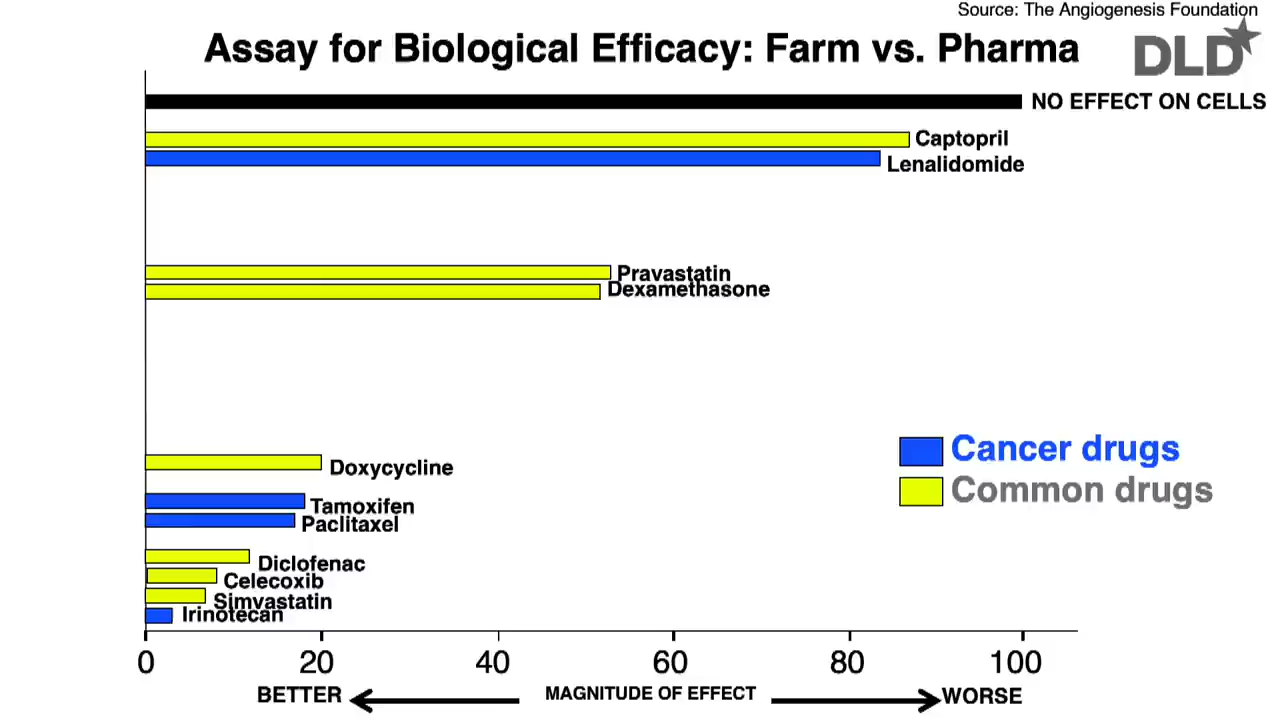 Source: The Angiogenesis Foundation
Assay for Biological Efficacy: Farm vs. Pharma
DLD
NO EFFECT ON CELLS
Captopril
Lenalidomide
Pravastatin
Dexamethasone
Cancer drugs
Doxycycline
Common drugs
Tamoxifen
Paclitaxel
Diclofenac
Celecoxib
Simvastatin
Irinotecan
0 20 40 60 80 100
BETTER MAGNITUDE OF EFFECT WORSE